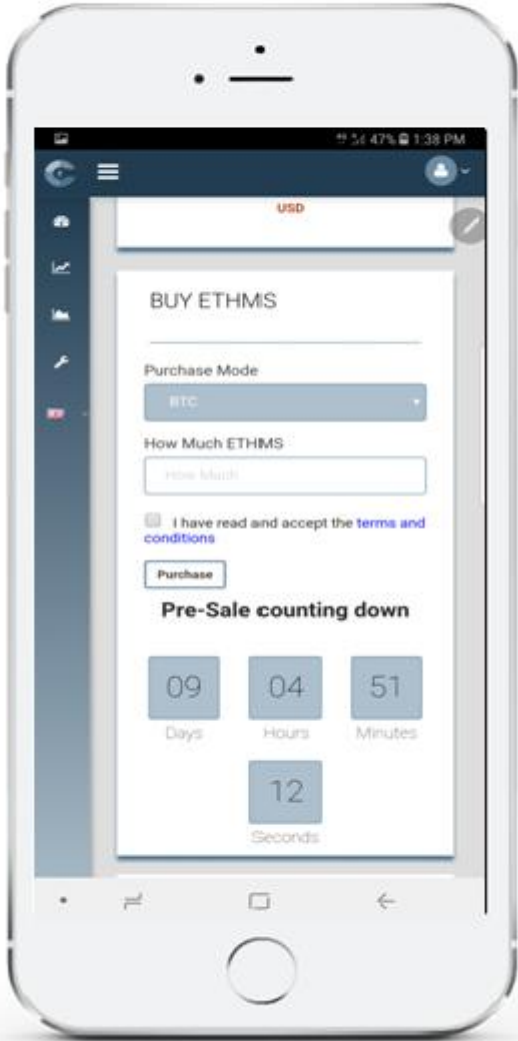 47% 1:38 PM
USD
BUY ETHMS
Purchase Mode
BTC
How Much ETHMS
How Much
I have read and accept the terms and
conditions
Purchase
Pre-Sale counting down
09 04 51
Days Hours Minutes
12
Seconds